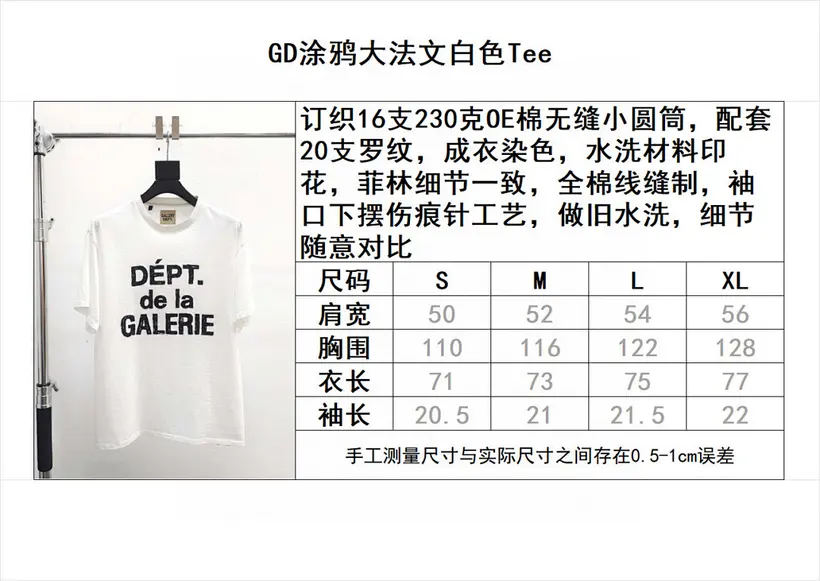 GD涂鸦大法文白色Tee
订织16支230克OE棉无缝小圆筒，配套
20支罗纹，成衣染色，水洗材料印
花，菲林细节一致，全棉线缝制，袖
口下摆伤痕针工艺，做旧水洗，细节
随意对比
GALERY
DEPT.
DÉPT.
de la
GALERIE
尺码 S M L XL
肩宽 50 52 54 56
胸围 110 116 122 128
衣长 71 73 75 77
袖长 20.5 21 21.5 22
手工测量尺寸与实际尺寸之间存在0.5-1cm误差